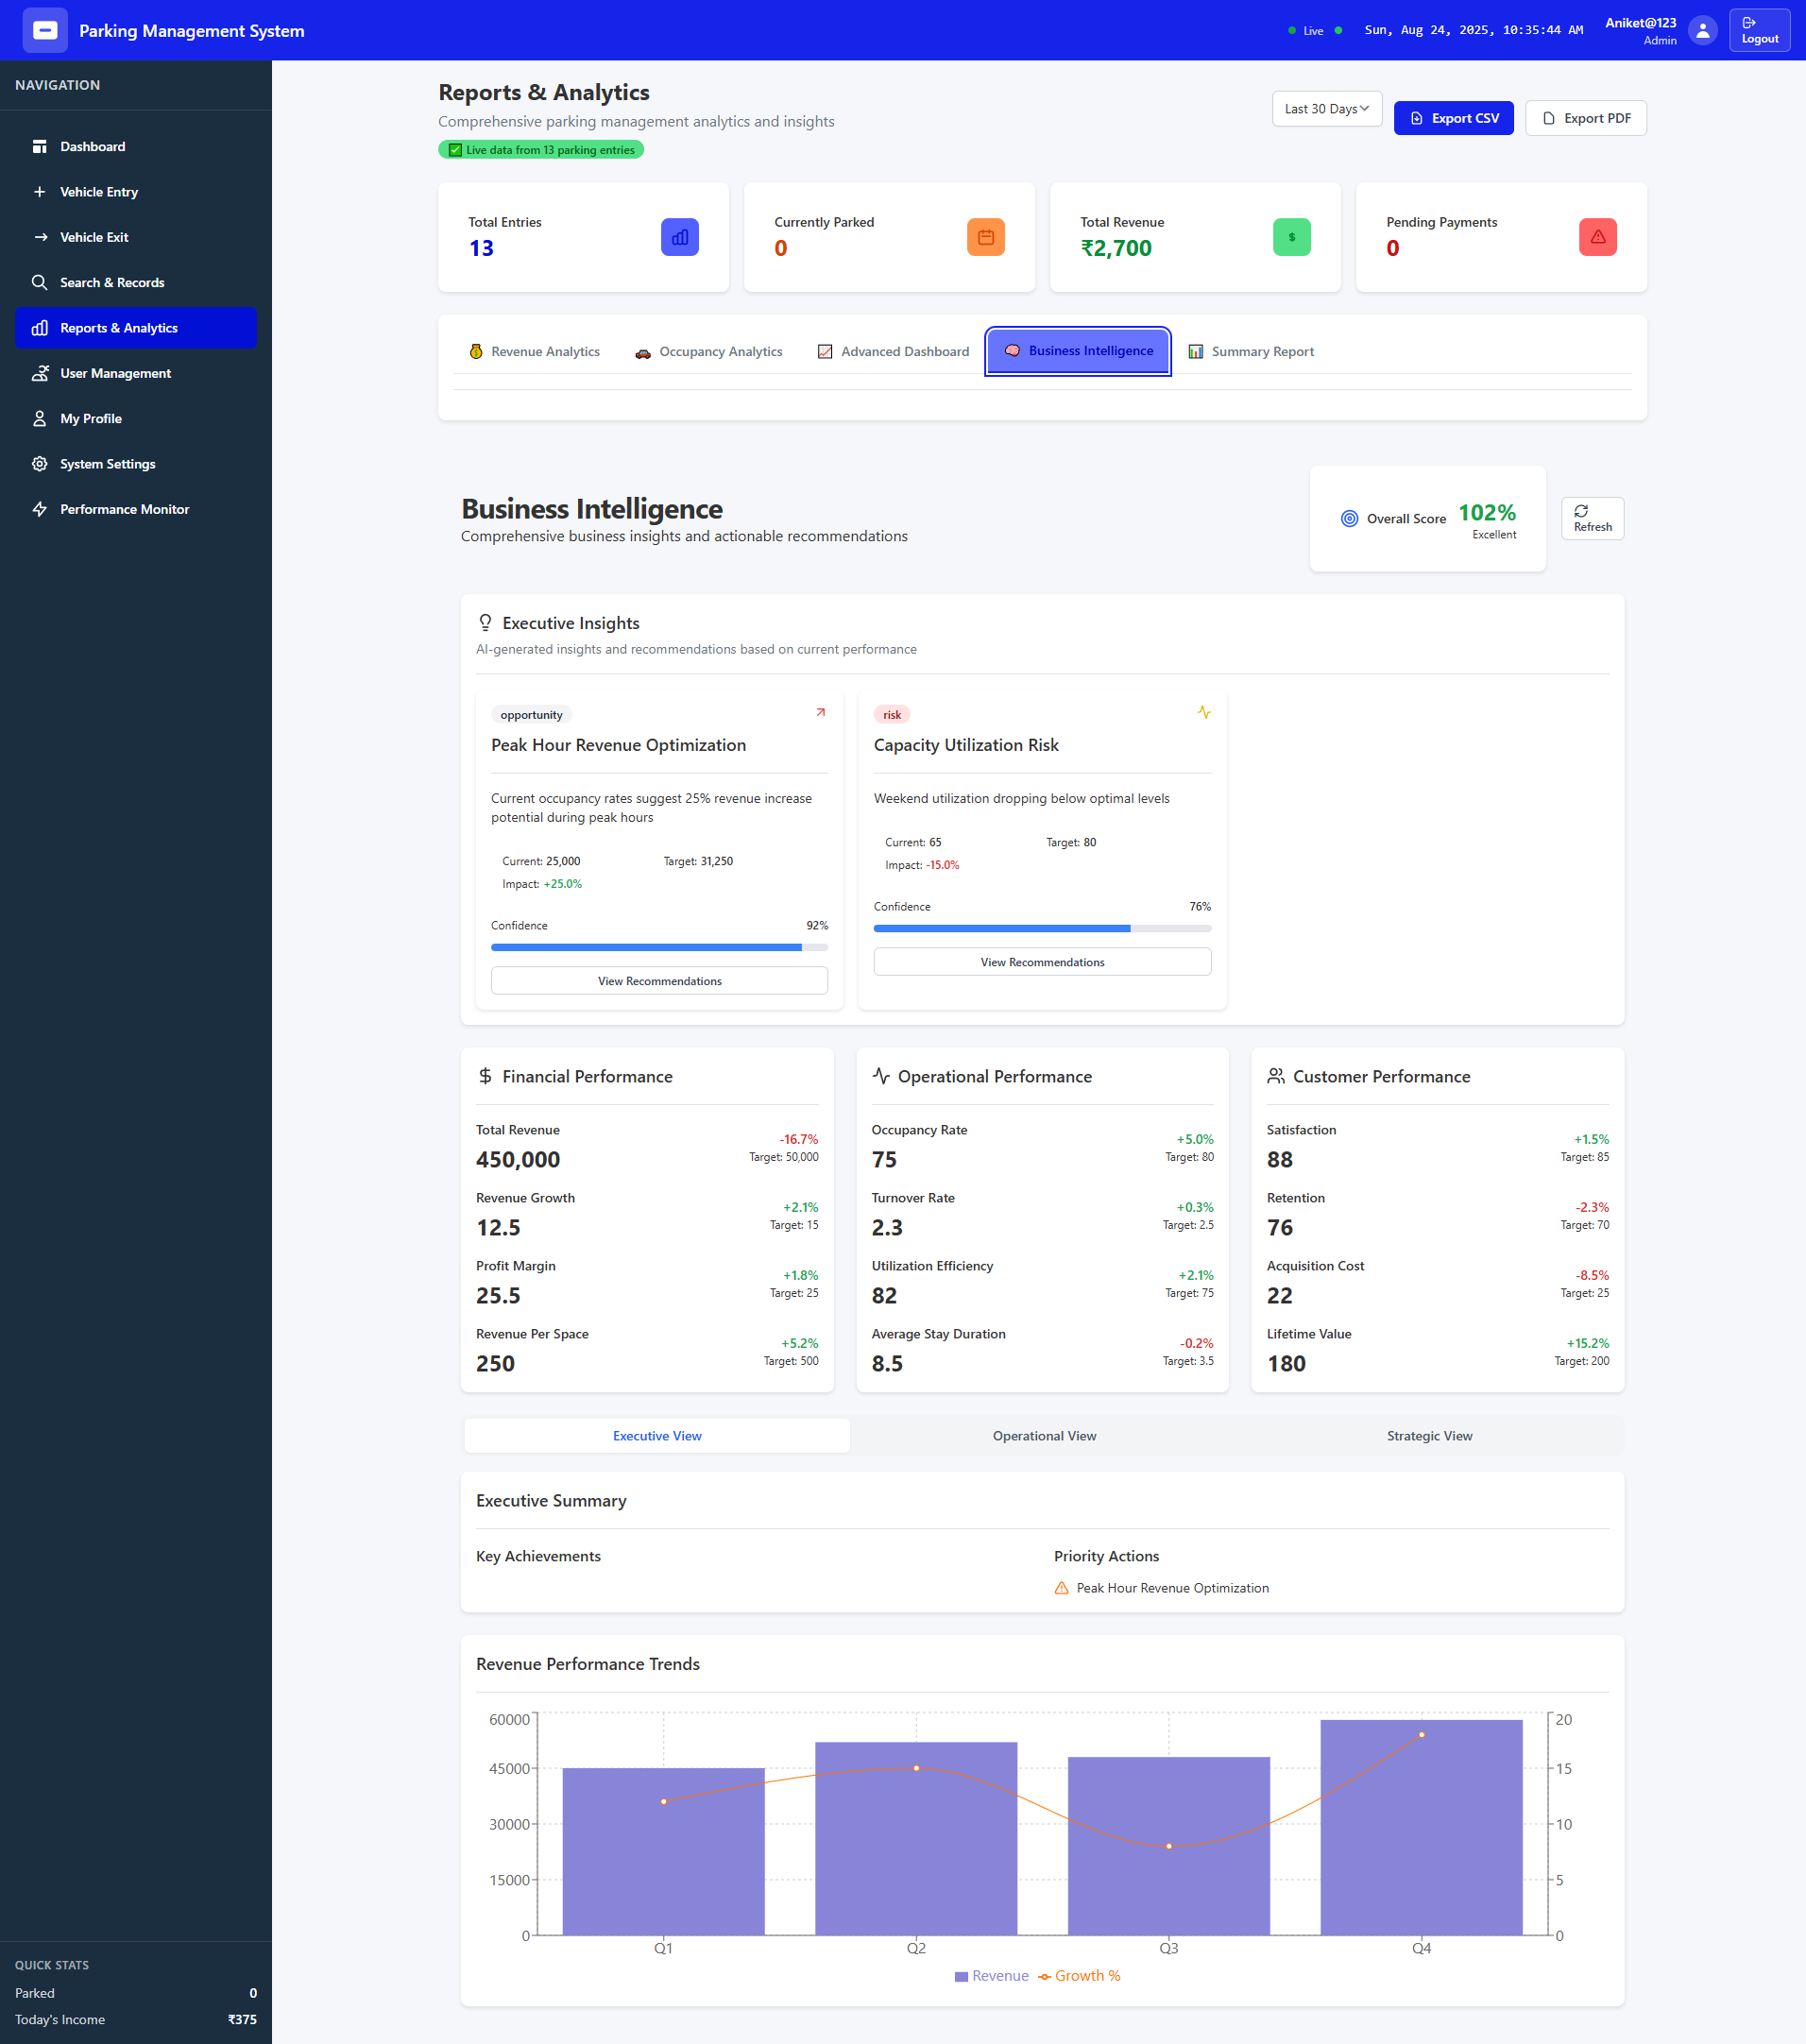 Parking Management System
Live
Sun, Aug 24, 2025, 10:35:44 AM
Aniket@123
Admin
Logout
NAVIGATION
Dashboard
Vehicle Entry
Vehicle Exit
Search & Records
Reports & Analytics
User Management
My Profile
System Settings
Performance Monitor
QUICK STATS
Parked 0
Today's Income ₹375
Reports & Analytics
Comprehensive parking management analytics and insights
✅ Live data from 13 parking entries
Last 30 Days
Export CSV
Export PDF
Total Entries
13
Currently Parked
0
Total Revenue
₹2,700
$
Pending Payments
0
Revenue Analytics
Occupancy Analytics
Advanced Dashboard
Business Intelligence
Summary Report
Business Intelligence
Comprehensive business insights and actionable recommendations
Overall Score
102%
Excellent
Refresh
Executive Insights
AI-generated insights and recommendations based on current performance
opportunity
Peak Hour Revenue Optimization
Current occupancy rates suggest 25% revenue increase
potential during peak hours
Current: 25,000 Target: 31,250
Impact: +25.0%
Confidence 92%
View Recommendations
risk
Capacity Utilization Risk
Weekend utilization dropping below optimal levels
Current: 65 Target: 80
Impact: -15.0%
Confidence 76%
View Recommendations
Financial Performance
Total Revenue
450,000
-16.7%
Target: 50,000
Revenue Growth
12.5
+2.1%
Target: 15
Profit Margin
25.5
+1.8%
Target: 25
Revenue Per Space
250
+5.2%
Target: 500
Operational Performance
Occupancy Rate
75
+5.0%
Target: 80
Turnover Rate
2.3
+0.3%
Target: 2.5
Utilization Efficiency
82
+2.1%
Target: 75
Average Stay Duration
8.5
-0.2%
Target: 3.5
Customer Performance
Satisfaction
88
+1.5%
Target: 85
Retention
76
-2.3%
Target: 70
Acquisition Cost
22
-8.5%
Target: 25
Lifetime Value
180
+15.2%
Target: 200
Executive View
Operational View
Strategic View
Executive Summary
Key Achievements
Priority Actions
Peak Hour Revenue Optimization
Revenue Performance Trends
60000
45000
30000
15000
0
20
15
10
5
0
Q1 Q2 Q3 Q4
Revenue Growth %